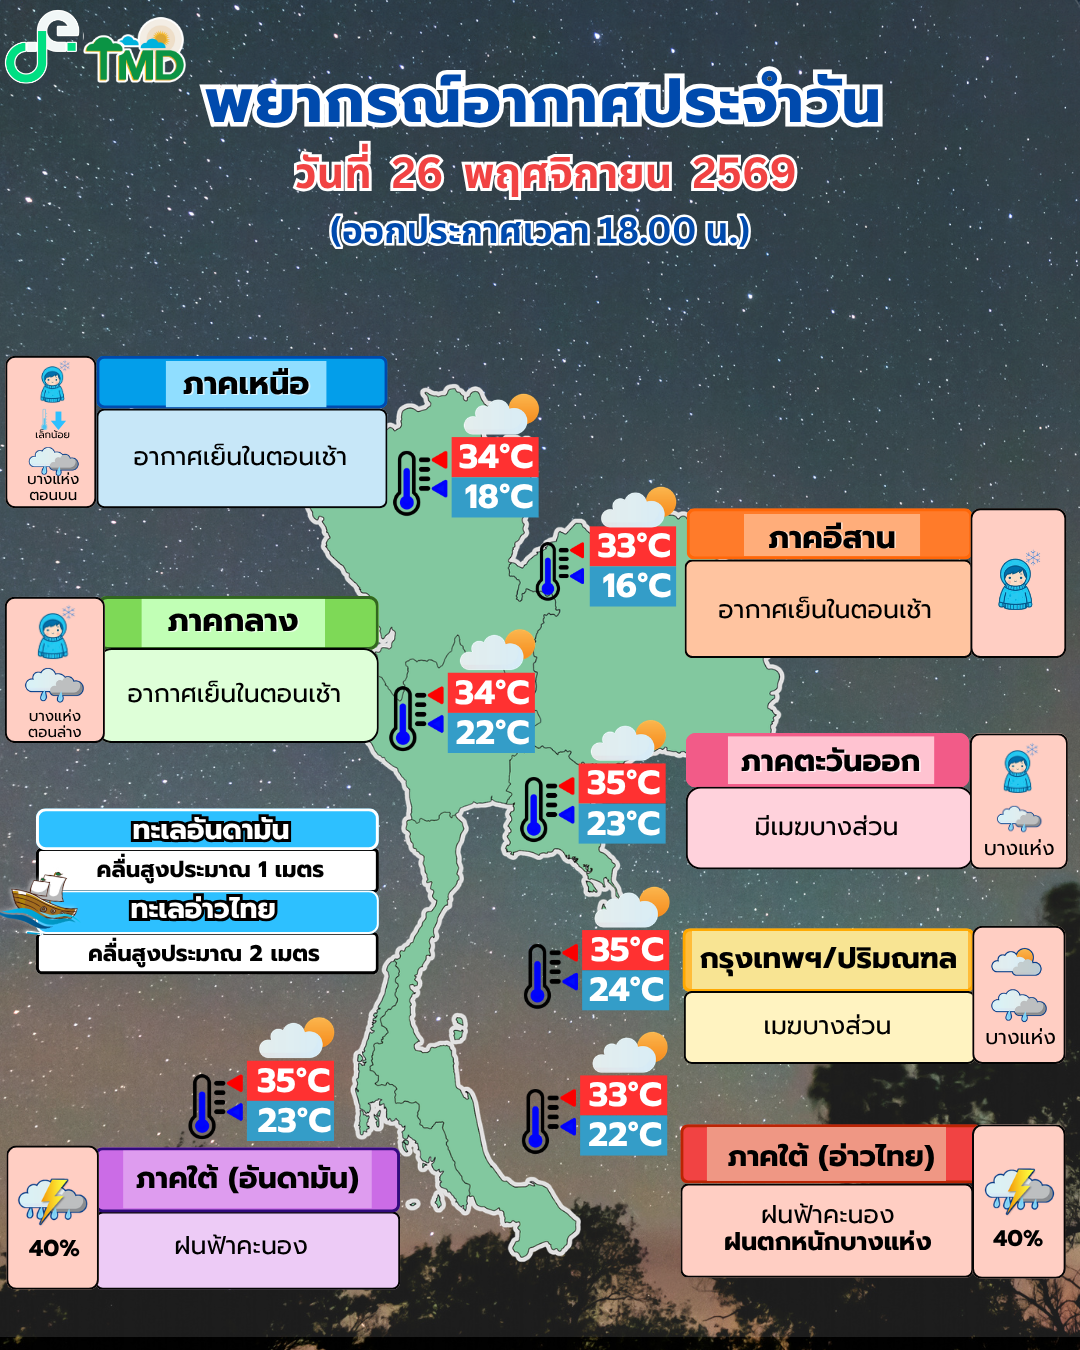 TMD
พยากรณ์อากาศประจำวัน
วันที่ 26 พฤศจิกายน 2569
(ออกประกาศเวลา 18.00 น.)
ภาคเหนือ
อากาศเย็นในตอนเช้า
เล็กน้อย
บางแห่ง
ตอนบน
34°C
18°C
ภาคอีสาน
อากาศเย็นในตอนเช้า
33°C
16°C
ภาคกลาง
อากาศเย็นในตอนเช้า
บางแห่ง
ตอนล่าง
34°C
22°C
ภาคตะวันออก
มีเมฆบางส่วน
บางแห่ง
35°C
23°C
ทะเลอันดามัน
คลื่นสูงประมาณ 1 เมตร
ทะเลอ่าวไทย
คลื่นสูงประมาณ 2 เมตร
กรุงเทพฯ/ปริมณฑล
เมฆบางส่วน
บางแห่ง
35°C
24°C
35°C
23°C
ภาคใต้ (อันดามัน)
ฝนฟ้าคะนอง
40%
33°C
22°C
ภาคใต้ (อ่าวไทย)
ฝนฟ้าคะนอง
ฝนตกหนักบางแห่ง
40%